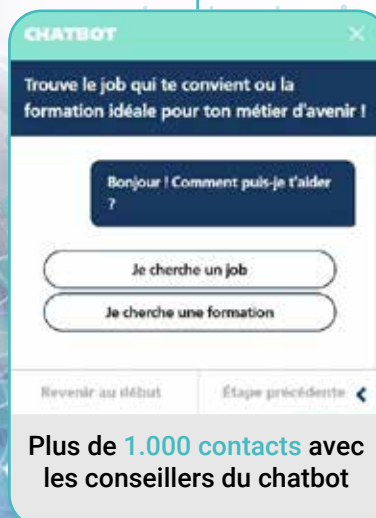 CHATBOT
Trouve le job qui te convient ou la
formation idéale pour ton métier d'avenir !
Bonjour ! Comment puis-je t'aider
?
Je cherche un job
Je cherche une formation
Revenir au début
Étape précédente
Plus de 1.000 contacts avec
les conseillers du chatbot